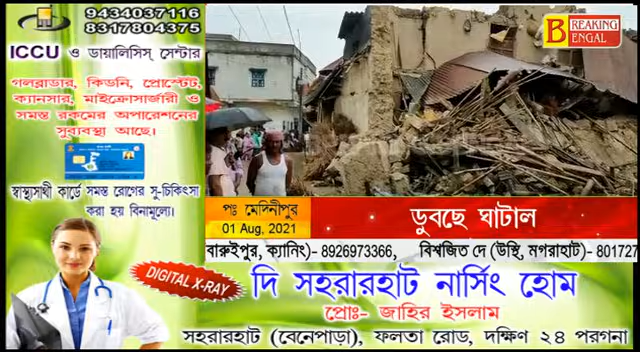 9434037116
8317804375
ICCU ও ডায়ালিসিস্ সেন্টার
গলব্লাডার, কিডনি, প্রোস্টেট,
ক্যানসার, মাইক্রোসার্জারী ও
সমস্ত রকমের অপারেশনের
সুব্যবস্থা আছে।
স্বাস্থ্যসাথী কার্ডে সমস্ত রোগের সু-চিকিৎসা
করা হয় বিনামূল্যে।
BREAKING
BENGAL
পঃ মেদিনীপুর
01 Aug, 2021
ডুবছে ঘাটাল
বারুইপুর, ক্যানিং)- 8926973366, বিশ্বজিত দে (উস্থি, মগরাহাট)- 801727
DIGITAL X-RAY
দি সহরারহাট নার্সিং হোম
প্রোঃ- জাহির ইসলাম
সহরারহাট (বেনেপাড়া), ফলতা রোড, দক্ষিণ ২৪ পরগনা